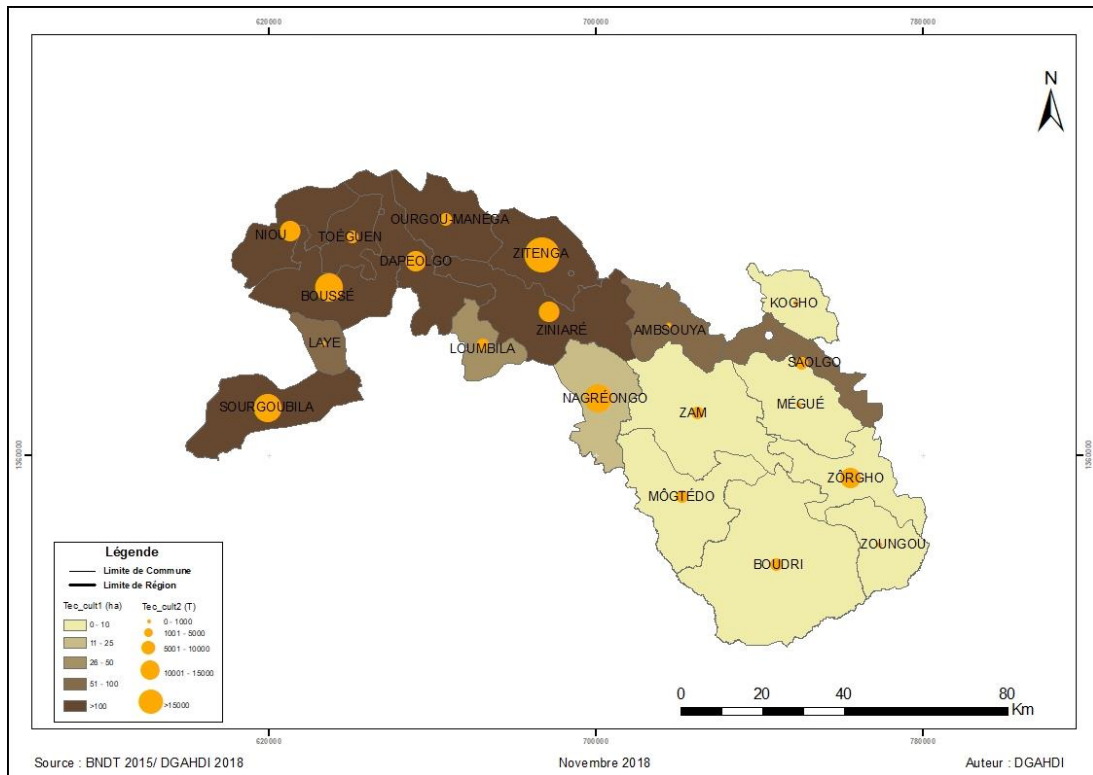 620000 700000 780000
N
OURGOU-MANÉGA
NIOU
TOÉGUEN
ZITENGA
DAPÉOLGO
BOUSSÉ
KOGHO
ZINIARÉ
AMBSOUYA
LAYE
LOUMBILA
SAOLGO
NAGRÉONGO
MÉGUÉ
SOURGOUBILA
ZAM
1360000 1360000
ZÔRGHO
MÔGTÉDO
ZOUNGOU
BOUDRI
Légende
Limite de Commune
Limite de Région
Tec_cult1 (ha) Tec_cult2 (T)
0 - 10 0 - 1000
11 - 25 1001 - 5000
26 - 50 5001 - 10000
51 - 100 10001 - 15000
>100 >15000
0 20 40 80
Km
620000 700000 780000
Source : BNDT 2015/ DGAHDI 2018 Novembre 2018 Auteur : DGAHDI